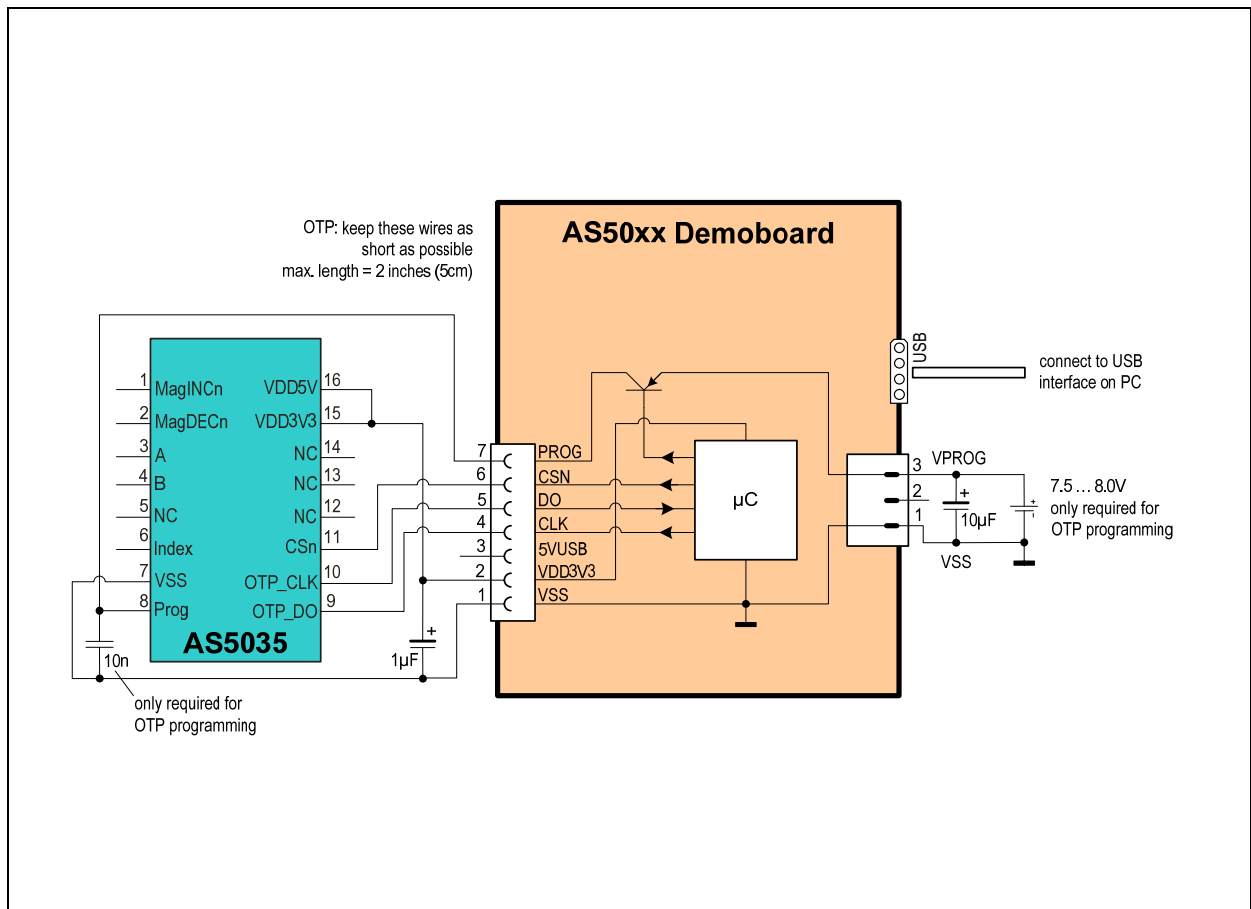 OTP: keep these wires as
short as possible
max. length = 2 inches (5cm)
AS50xx Demoboard
USB
connect to USB
interface on PC
1 MagINCn
2 MagDECn
3 A
4 B
5 NC
6 Index
7 VSS
8 Prog
VDD5V 16
VDD3V3 15
NC 14
NC 13
NC 12
CSn 11
OTP_CLK 10
OTP_DO 9
AS5035
10n
only required for
OTP programming
1µF
+
7 PROG
6 CSN
5 DO
4 CLK
3 5VUSB
2 VDD3V3
1 VSS
µC
3 VPROG
2
1
VSS
+
10µF
+
-
7.5 ... 8.0V
only required for
OTP programming